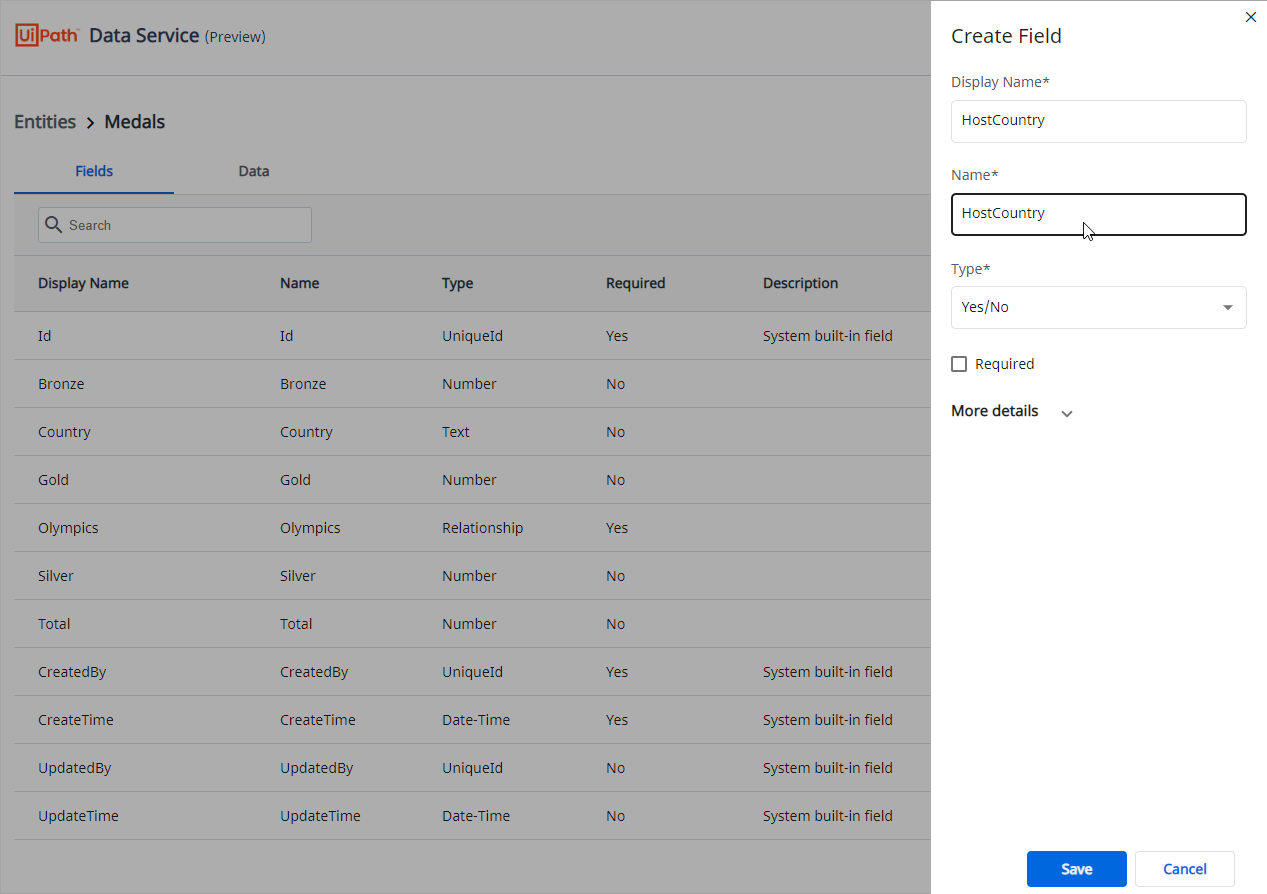 UiPath Data Service (Preview)
Entities > Medals
Fields Data
Search
Display Name Name Type Required Description
Id Id UniqueId Yes System built-in field
Bronze Bronze Number No
Country Country Text No
Gold Gold Number No
Olympics Olympics Relationship Yes
Silver Silver Number No
Total Total Number No
CreatedBy CreatedBy UniqueId Yes System built-in field
CreateTime CreateTime Date-Time Yes System built-in field
UpdatedBy UpdatedBy UniqueId No System built-in field
UpdateTime UpdateTime Date-Time No System built-in field
Create Field
Display Name*
HostCountry
Name*
HostCountry
Type*
Yes/No
Required
More details
Save Cancel